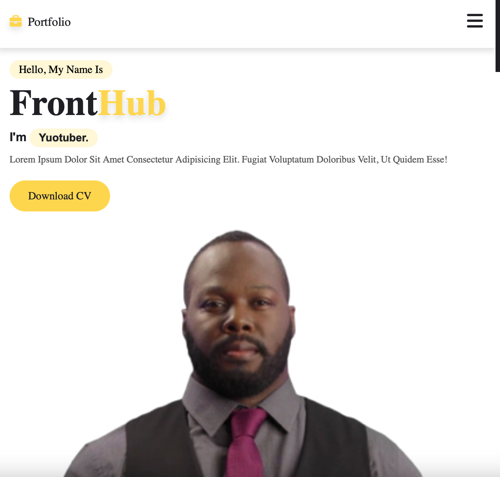 Portfolio
Hello, My Name Is
FrontHub
I'm Yuotuber.
Lorem Ipsum Dolor Sit Amet Consectetur Adipisicing Elit. Fugiat Voluptatum Doloribus Velit, Ut Quidem Esse!
Download CV